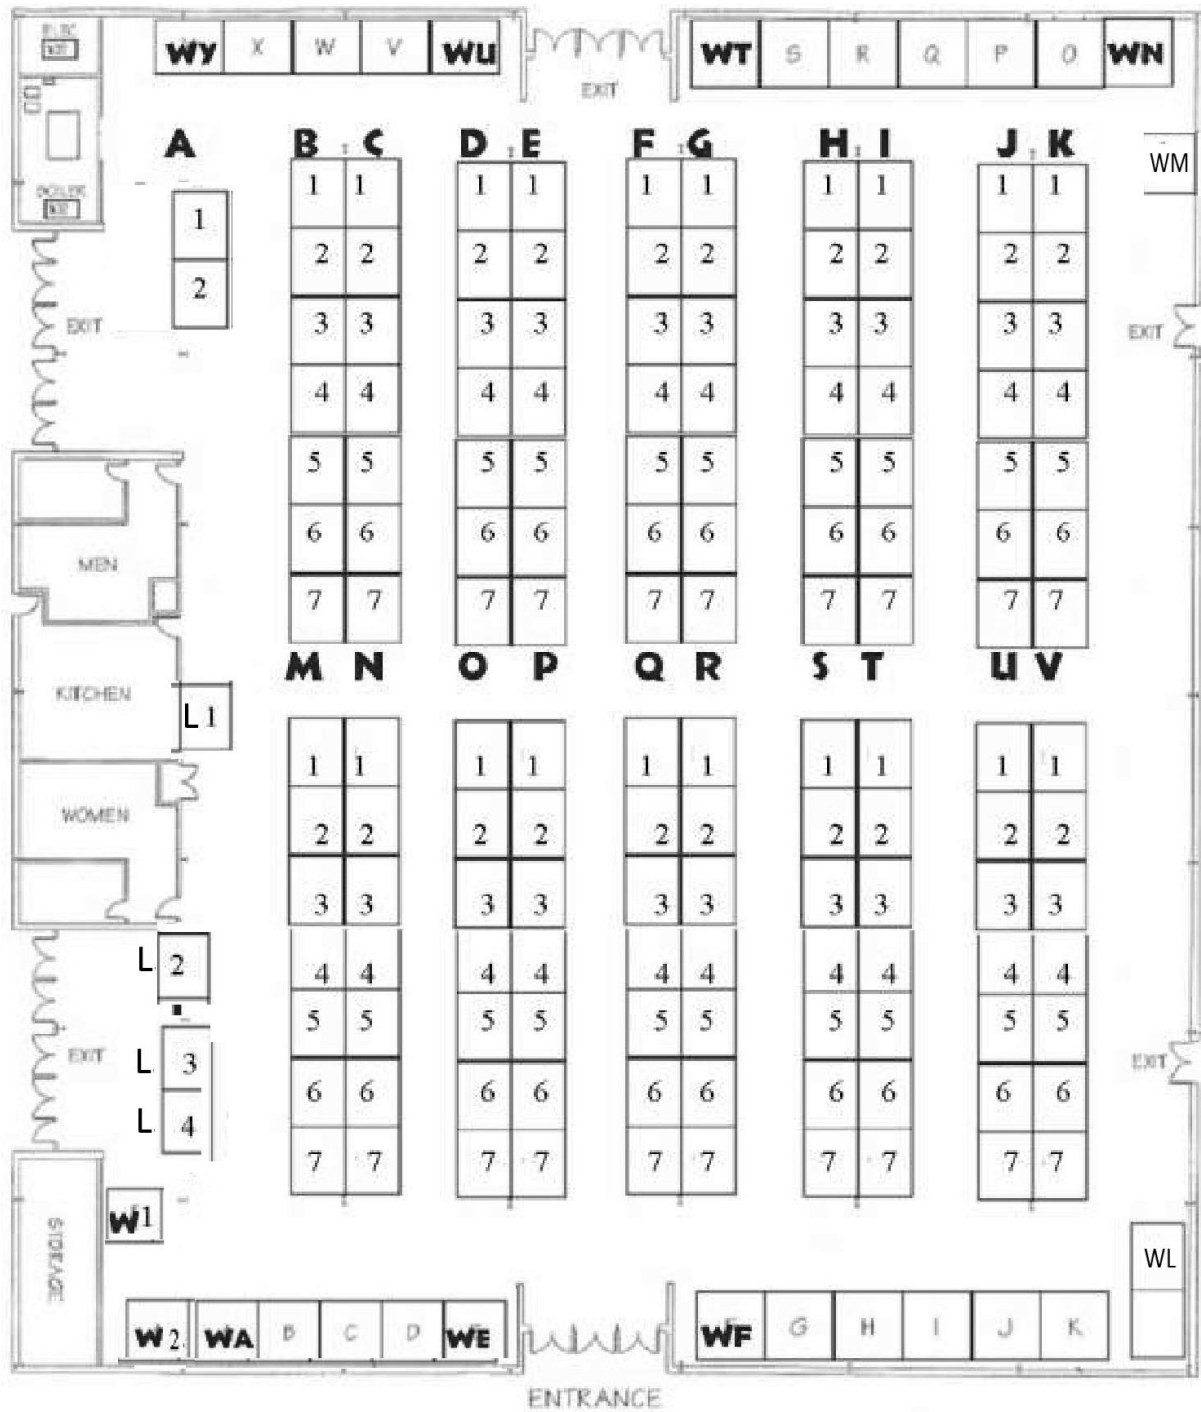 ELEC
WY X W V WU
WT S R Q P O WN
EXIT
A B C D E F G H I J K
WM
BOILER
1 1 1 1 1 1 1 1 1 1
1
2 2 2 2 2 2 2 2 2 2
2
EXIT 3 3 3 3 3 3 3 3 3 3 EXIT
4 4 4 4 4 4 4 4 4 4
5 5 5 5 5 5 5 5 5 5
6 6 6 6 6 6 6 6 6 6
MEN
7 7 7 7 7 7 7 7 7 7
M N O P Q R S T U V
KITCHEN
L 1
1 1 1 1 1 1 1 1 1 1
WOMEN
2 2 2 2 2 2 2 2 2 2
3 3 3 3 3 3 3 3 3 3
L 2
4 4 4 4 4 4 4 4 4 4
5 5 5 5 5 5 5 5 5 5
EXIT
L 3
EXIT
6 6 6 6 6 6 6 6 6 6
L 4
7 7 7 7 7 7 7 7 7 7
W1
STORAGE
WL
W 2 WA B C D WE
WF G H I J K
ENTRANCE